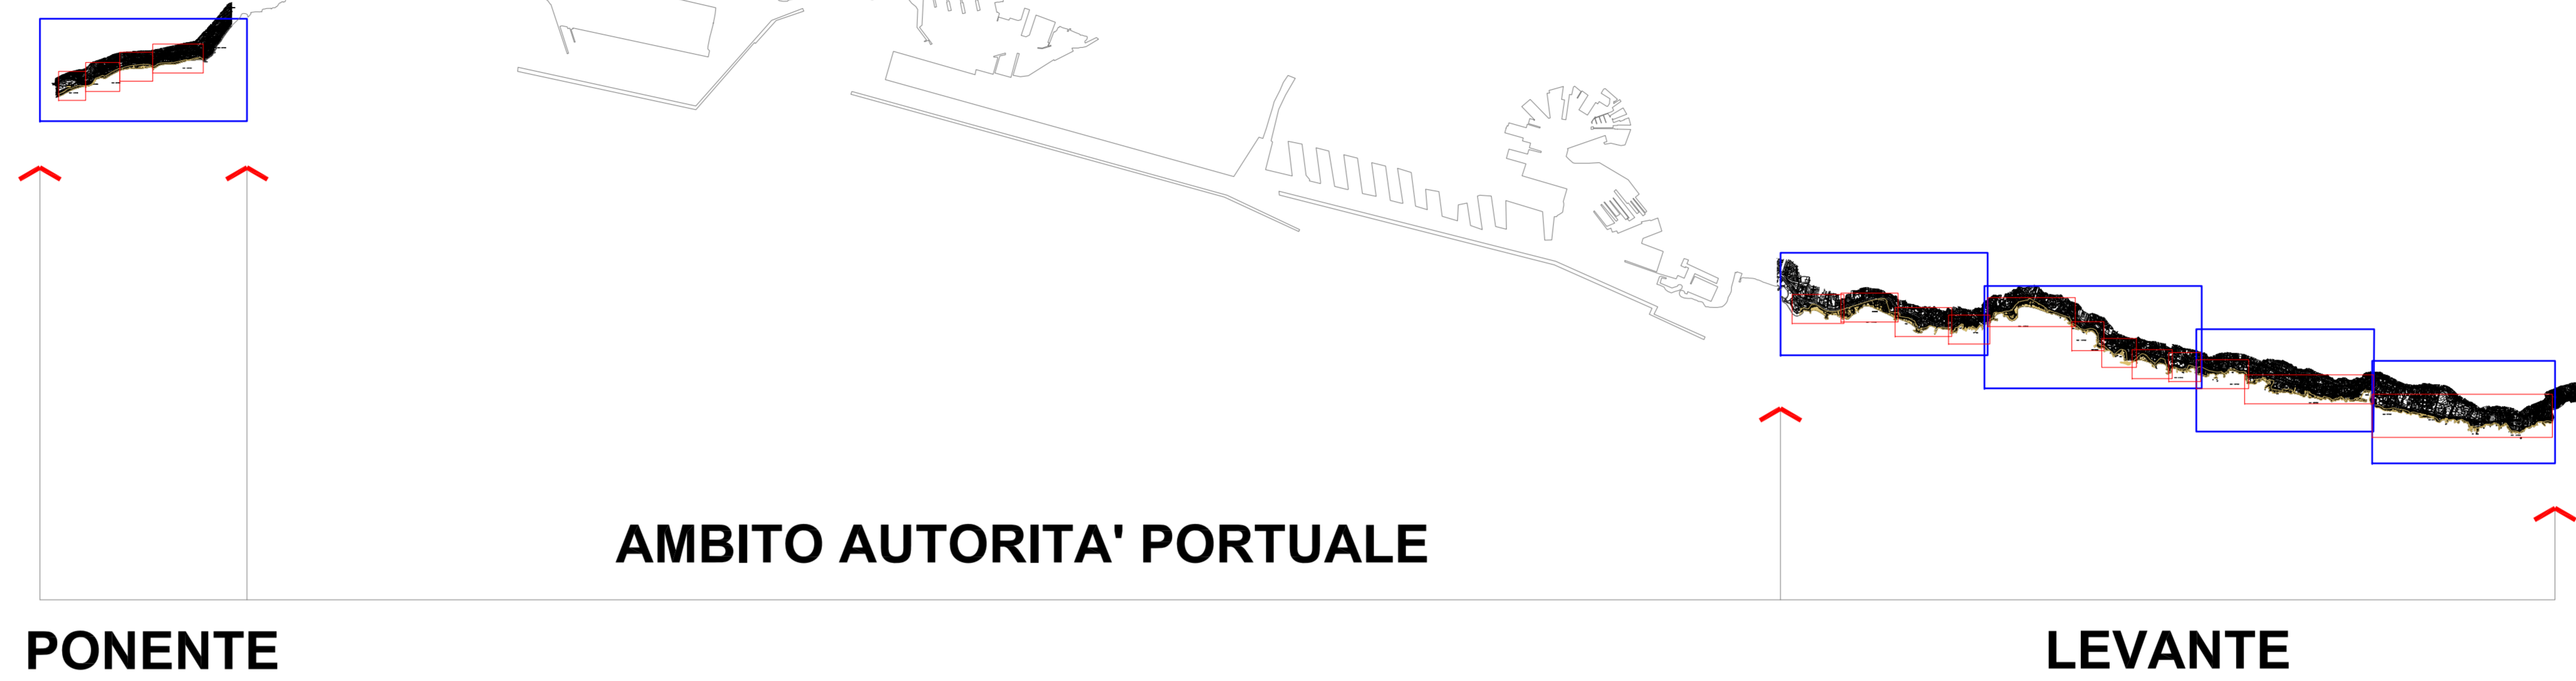 AMBITO AUTORITA' PORTUALE
PONENTE
LEVANTE